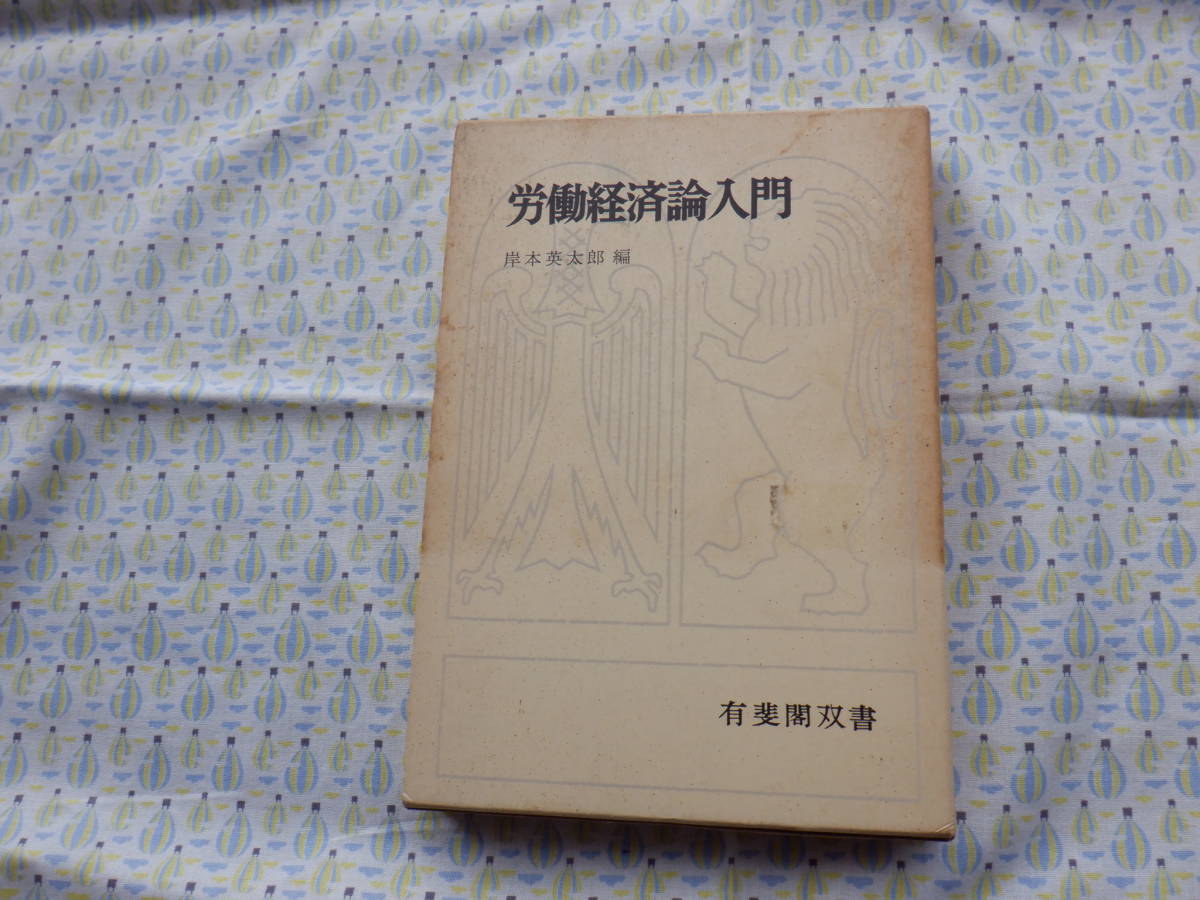 労働経済論入門
岸本英太郎 編
有斐閣双書